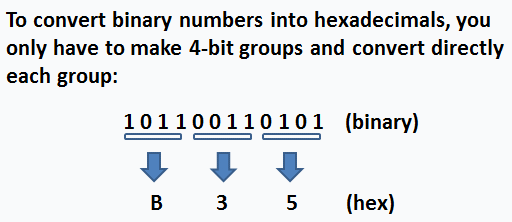 To convert binary numbers into hexadecimals, you
only have to make 4-bit groups and convert directly
each group:
1 0 1 1 0 0 1 1 0 1 0 1 (binary)
B 3 5 (hex)